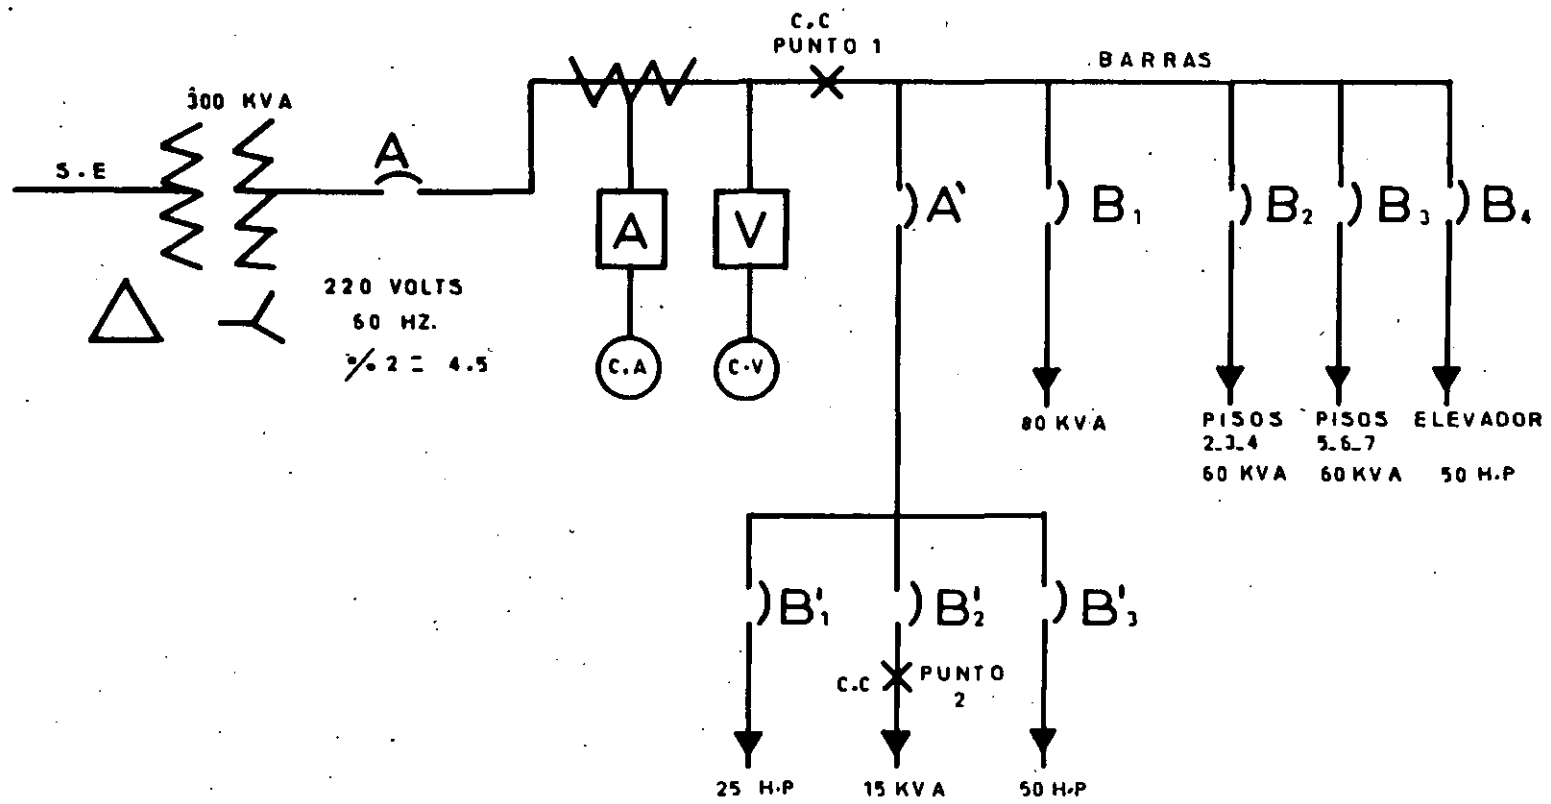 C.C
PUNTO 1
BARRAS
300 KVA
A
S.E
A
V
A'
B1
B2
B3
B4
220 VOLTS
60 HZ.
% 2 = 4.5
C.A
C.V
80 KVA
PISOS
2_3_4
60 KVA
PISOS
5_6_7
60 KVA
ELEVADOR
50 H.P
B'1
B'2
B'3
C.C
PUNTO
2
25 H.P
15 KVA
50 H.P